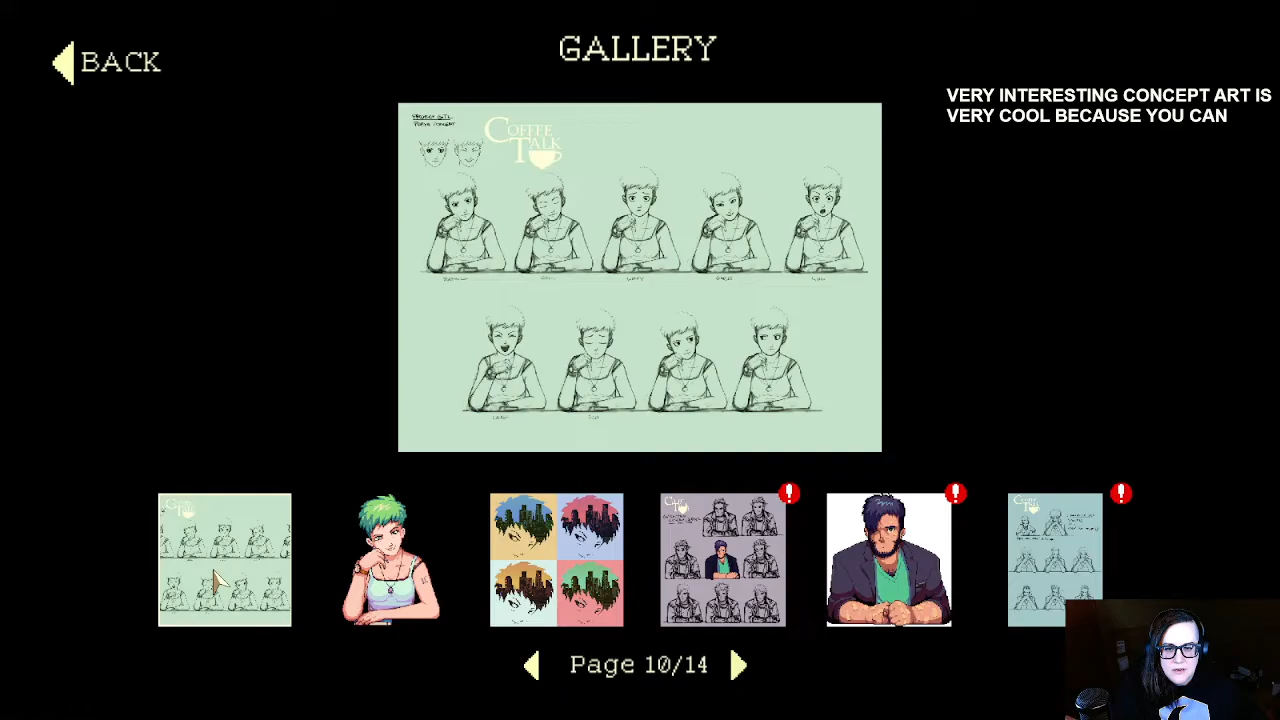 BACK
GALLERY
VERY INTERESTING CONCEPT ART IS
VERY COOL BECAUSE YOU CAN
COFFEE
TALK
Page 10/14